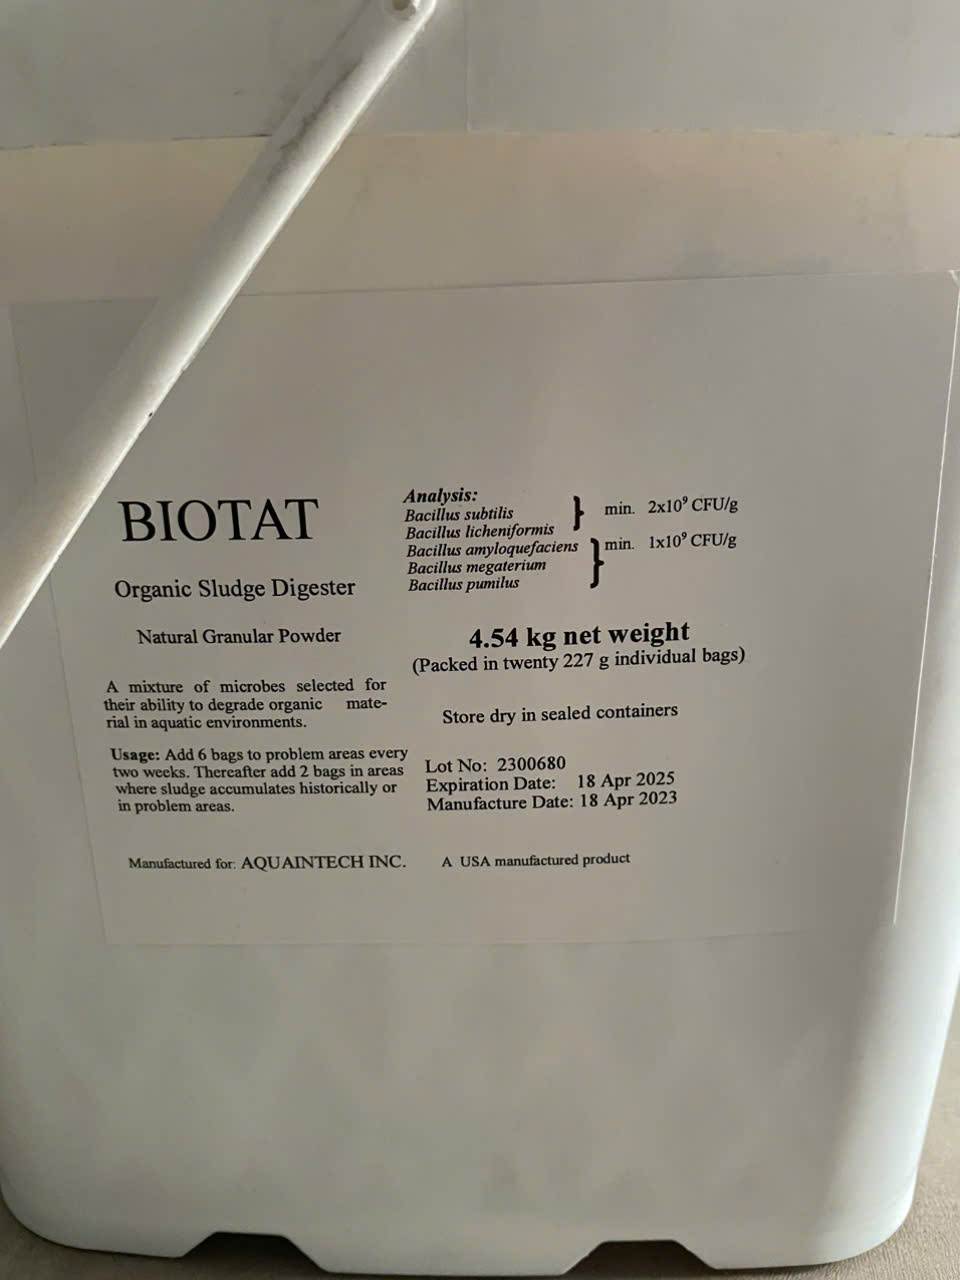 BIOTAT
Organic Sludge Digester
Natural Granular Powder
A mixture of microbes selected for
their ability to degrade organic mate-
rial in aquatic environments.
Usage: Add 6 bags to problem areas every
two weeks. Thereafter add 2 bags in areas
where sludge accumulates historically or
in problem areas.
Manufactured for: AQUAINTECH INC.
Analysis:
Bacillus subtilis
Bacillus licheniformis
} min. 2x10⁹ CFU/g
Bacillus amyloquefaciens
Bacillus megaterium
Bacillus pumilus
} min. 1x10⁹ CFU/g
4.54 kg net weight
(Packed in twenty 227 g individual bags)
Store dry in sealed containers
Lot No: 2300680
Expiration Date: 18 Apr 2025
Manufacture Date: 18 Apr 2023
A USA manufactured product